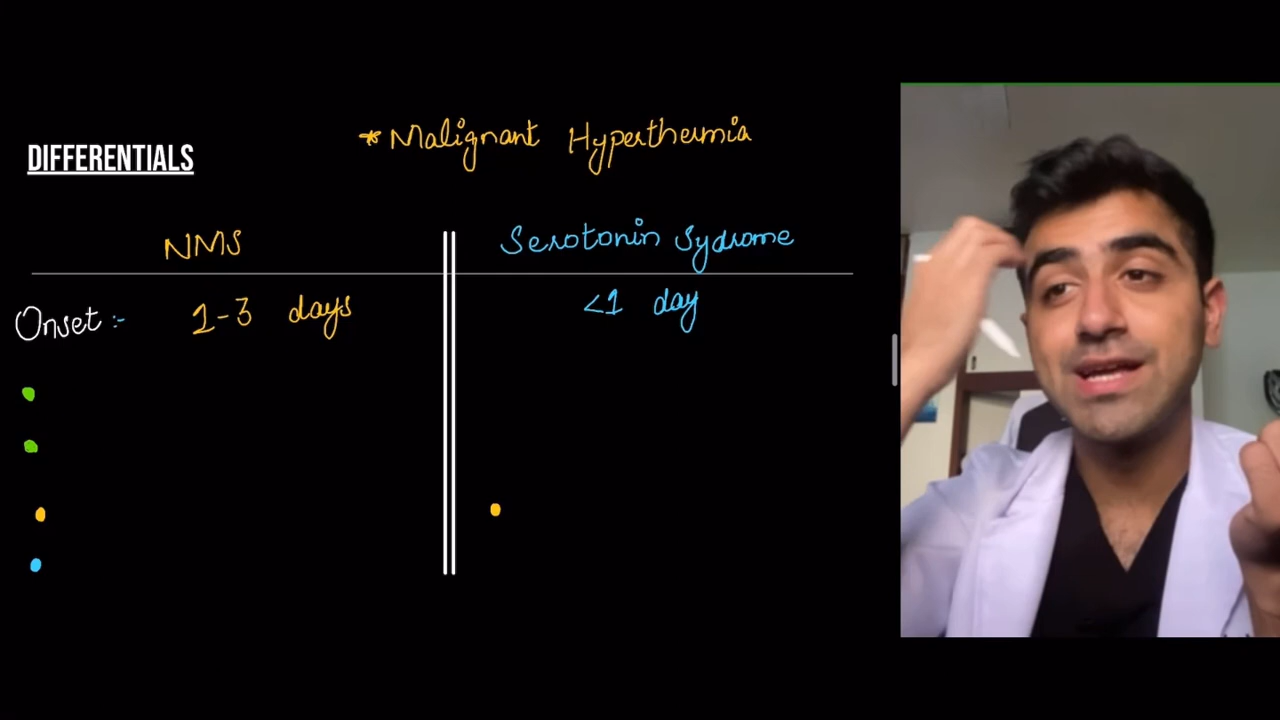 * Malignant Hyperthermia
DIFFERENTIALS
NMS
Serotonin Sydrome
Onset :- 1-3 days
<1 day